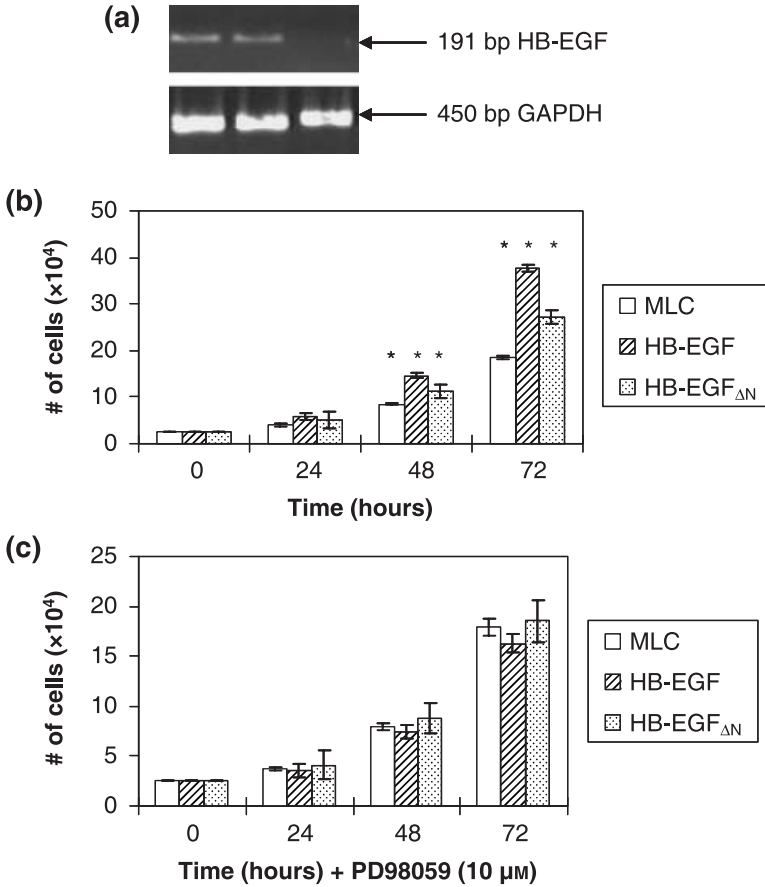 (a)
191 bp HB-EGF
450 bp GAPDH
(b)
# of cells (×10⁴)
50
40
30
20
10
0
* * *
* * *
0 24 48 72
Time (hours)
MLC
HB-EGF
HB-EGFΔN
(c)
# of cells (×10⁴)
25
20
15
10
5
0
0 24 48 72
Time (hours) + PD98059 (10 μM)
MLC
HB-EGF
HB-EGFΔN